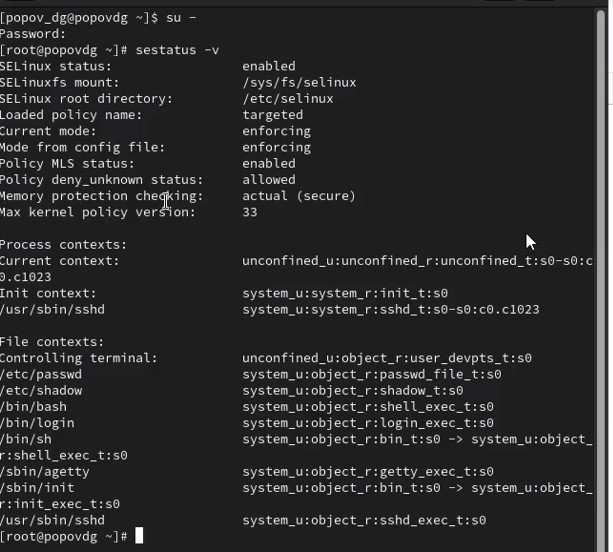 [popov_dg@popovdg ~]$ su -
Password:
[root@popovdg ~]# sestatus -v
SELinux status:                 enabled
SELinuxfs mount:                /sys/fs/selinux
SELinux root directory:         /etc/selinux
Loaded policy name:             targeted
Current mode:                   enforcing
Mode from config file:          enforcing
Policy MLS status:              enabled
Policy deny_unknown status:     allowed
Memory protection checking:     actual (secure)
Max kernel policy version:      33

Process contexts:
Current context:                unconfined_u:unconfined_r:unconfined_t:s0-s0:c
0.c1023
Init context:                   system_u:system_r:init_t:s0
/usr/sbin/sshd                  system_u:system_r:sshd_t:s0-s0:c0.c1023

File contexts:
Controlling terminal:           unconfined_u:object_r:user_devpts_t:s0
/etc/passwd                     system_u:object_r:passwd_file_t:s0
/etc/shadow                     system_u:object_r:shadow_t:s0
/bin/bash                       system_u:object_r:shell_exec_t:s0
/bin/login                      system_u:object_r:login_exec_t:s0
/bin/sh                         system_u:object_r:bin_t:s0 -> system_u:object_
r:shell_exec_t:s0
/sbin/agetty                    system_u:object_r:getty_exec_t:s0
/sbin/init                      system_u:object_r:bin_t:s0 -> system_u:object_
r:init_exec_t:s0
/usr/sbin/sshd                  system_u:object_r:sshd_exec_t:s0
[root@popovdg ~]#